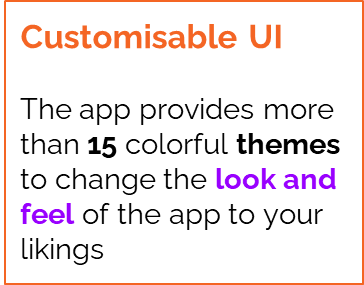 Customisable UI
The app provides more
than 15 colorful themes
to change the look and
feel of the app to your
likings